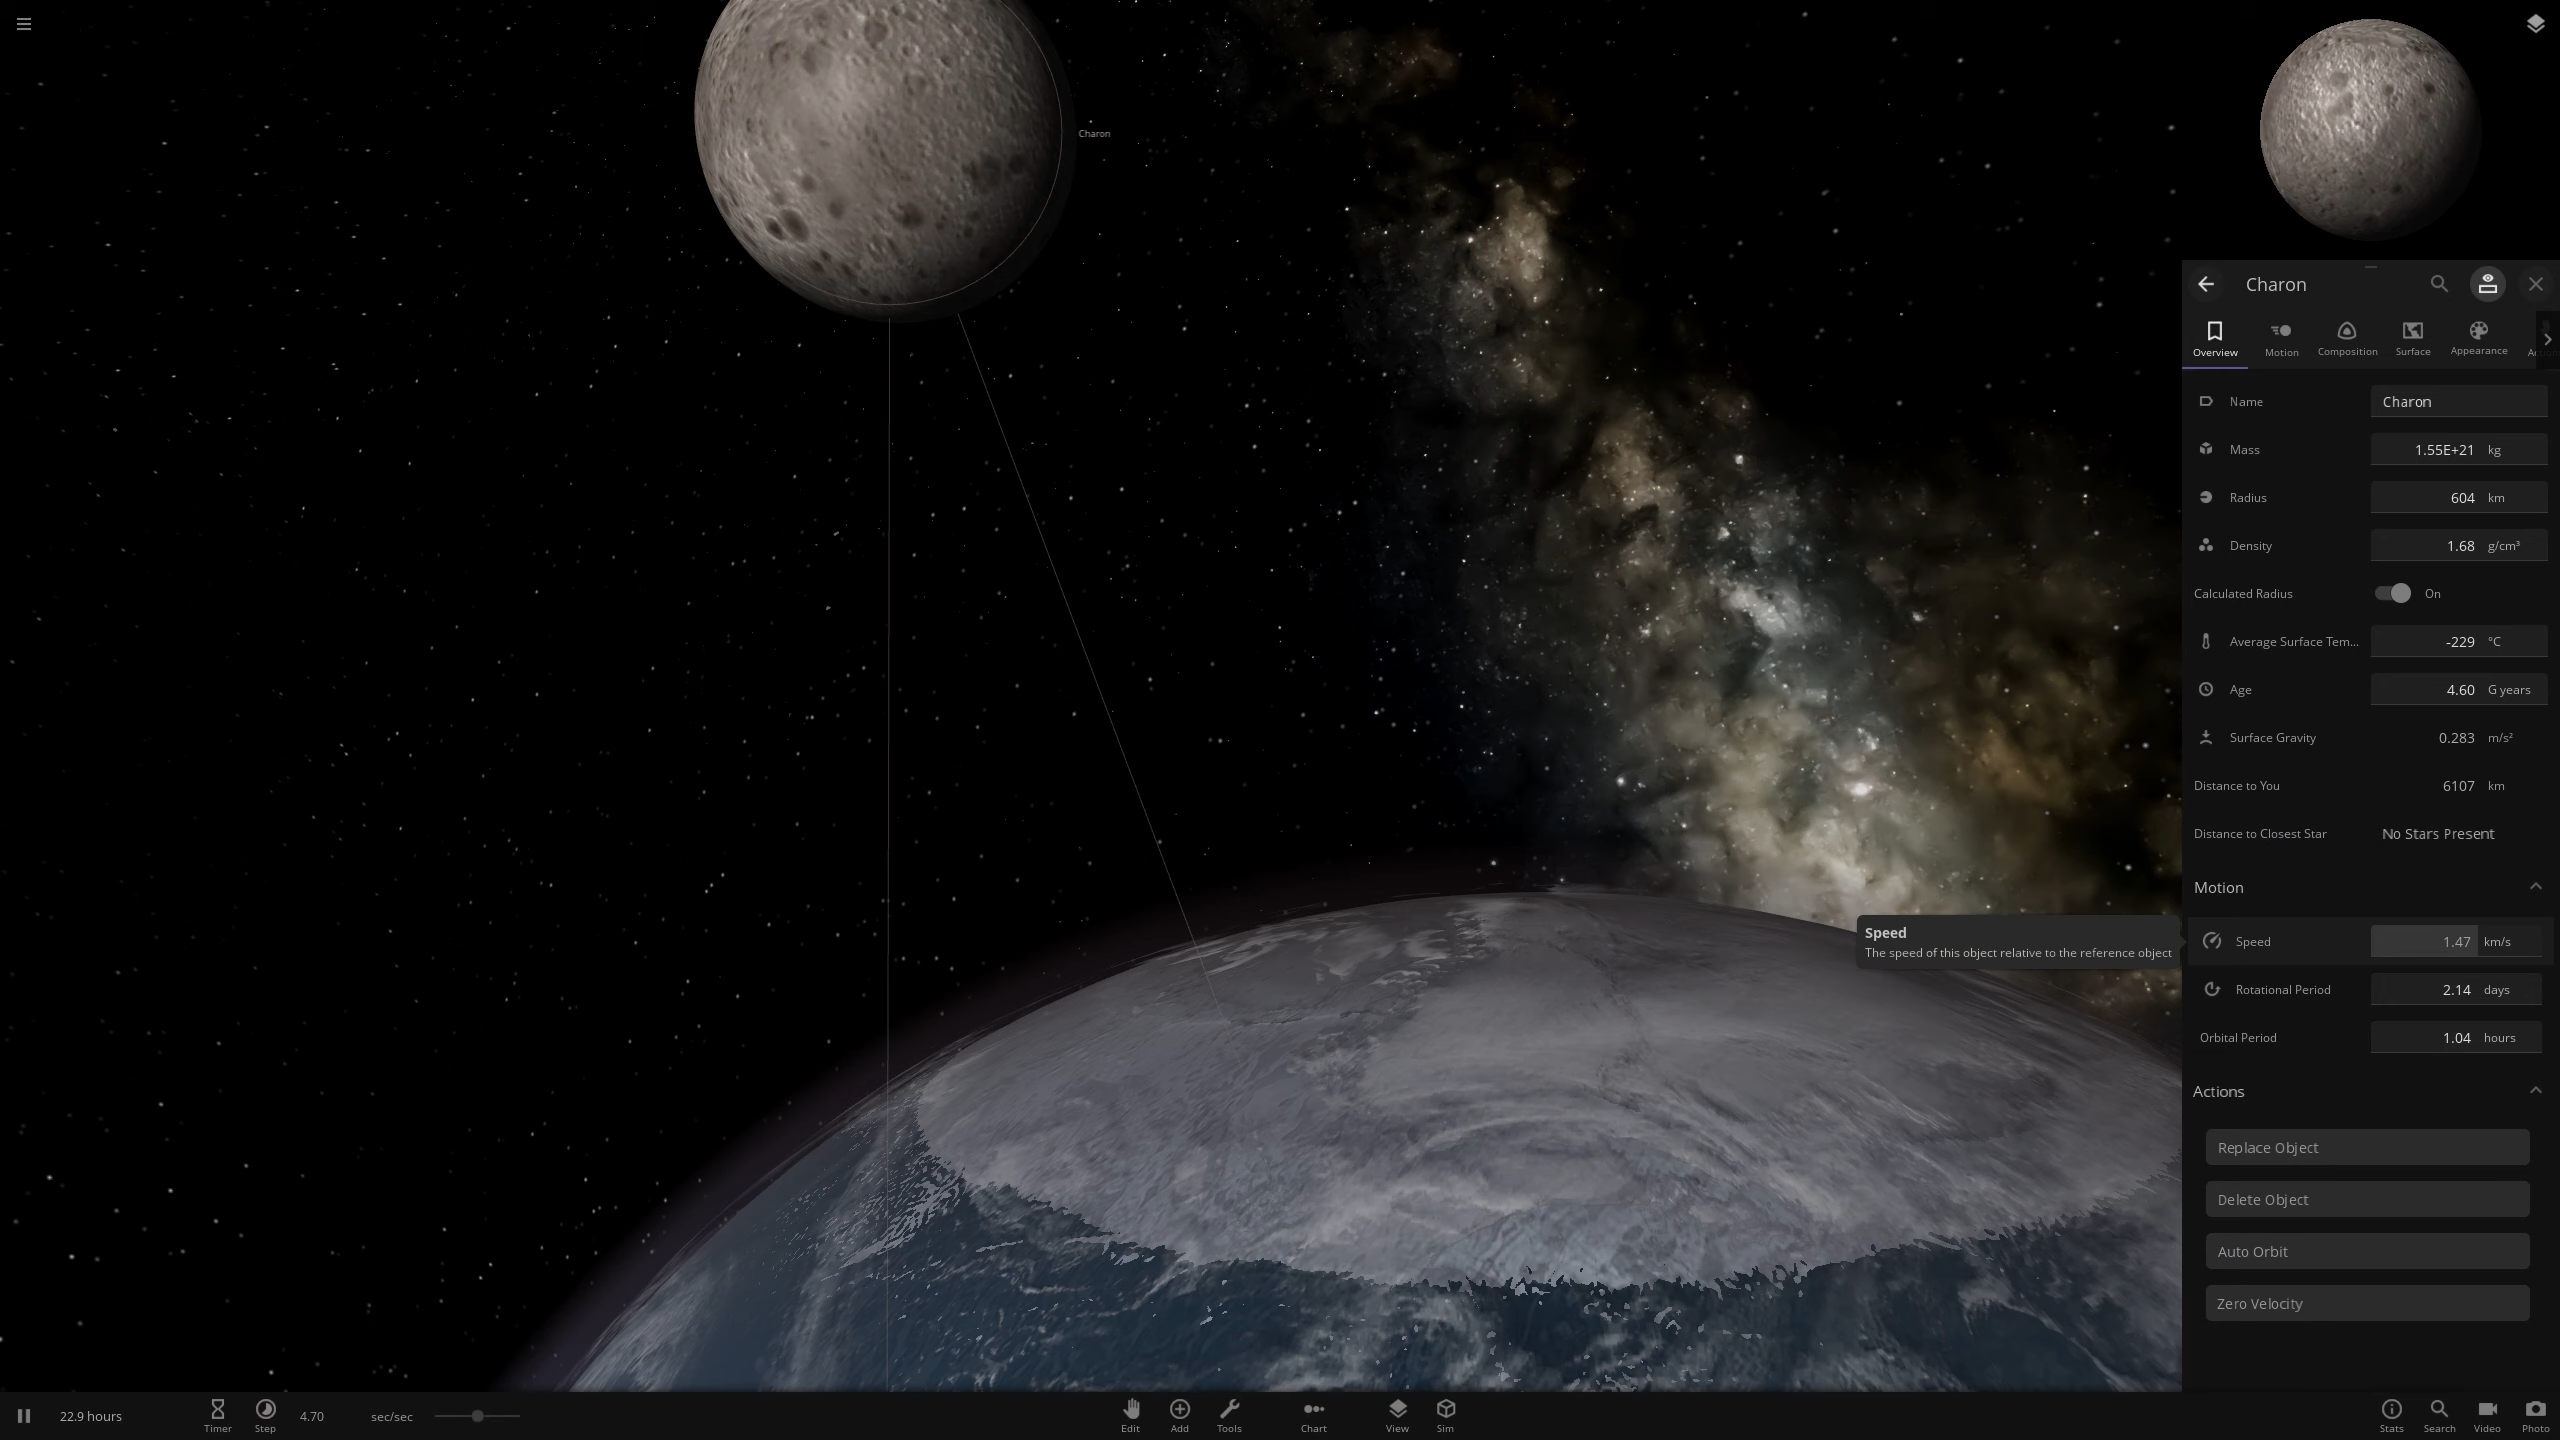 Charon
Charon
Overview
Motion
Composition
Surface
Appearance
Name
Charon
Mass
1.55E+21 kg
Radius
604 km
Density
1.68 g/cm³
Calculated Radius
On
Average Surface Tem...
-229 °C
Age
4.60 G years
Surface Gravity
0.283 m/s²
Distance to You
6107 km
Distance to Closest Star
No Stars Present
Motion
Speed
The speed of this object relative to the reference object
Speed
1.47 km/s
Rotational Period
2.14 days
Orbital Period
1.04 hours
Actions
Replace Object
Delete Object
Auto Orbit
Zero Velocity
22.9 hours
Timer
Step
4.70 sec/sec
Edit
Add
Tools
Chart
View
Sim
Stats
Search
Video
Photo